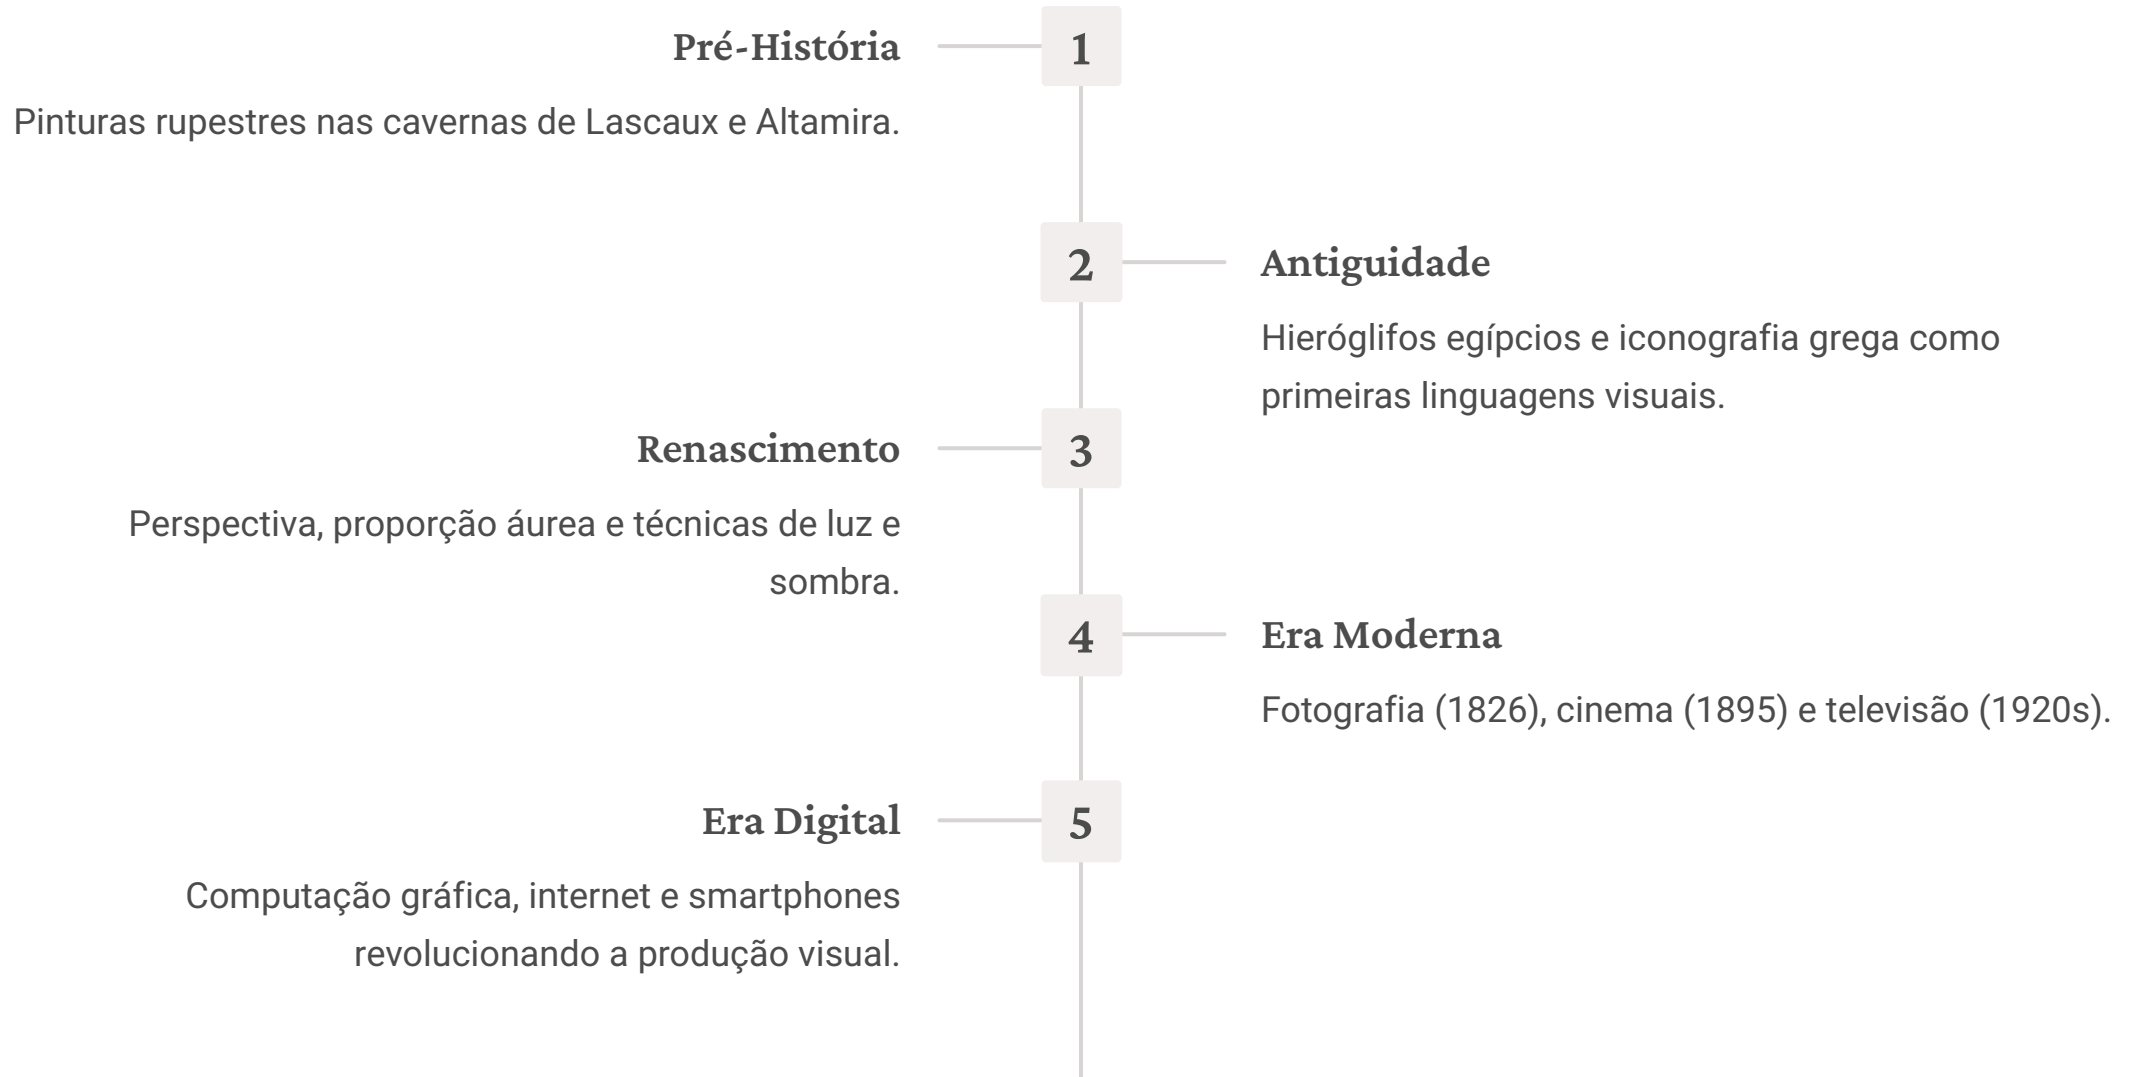 Pré-História
1
Pinturas rupestres nas cavernas de Lascaux e Altamira.
2
Antiguidade
Hieróglifos egípcios e iconografia grega como
primeiras linguagens visuais.
Renascimento
3
Perspectiva, proporção áurea e técnicas de luz e
sombra.
4
Era Moderna
Fotografia (1826), cinema (1895) e televisão (1920s).
Era Digital
5
Computação gráfica, internet e smartphones
revolucionando a produção visual.